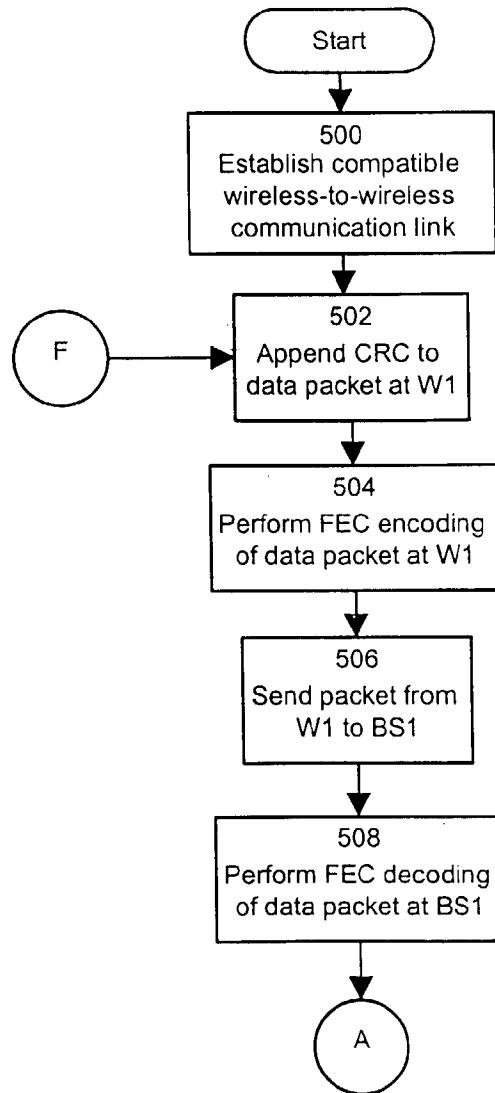 Start
500
Establish compatible
wireless-to-wireless
communication link
F
502
Append CRC to
data packet at W1
504
Perform FEC encoding
of data packet at W1
506
Send packet from
W1 to BS1
508
Perform FEC decoding
of data packet at BS1
A